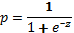 p = 1 / (1 + e^{-z})